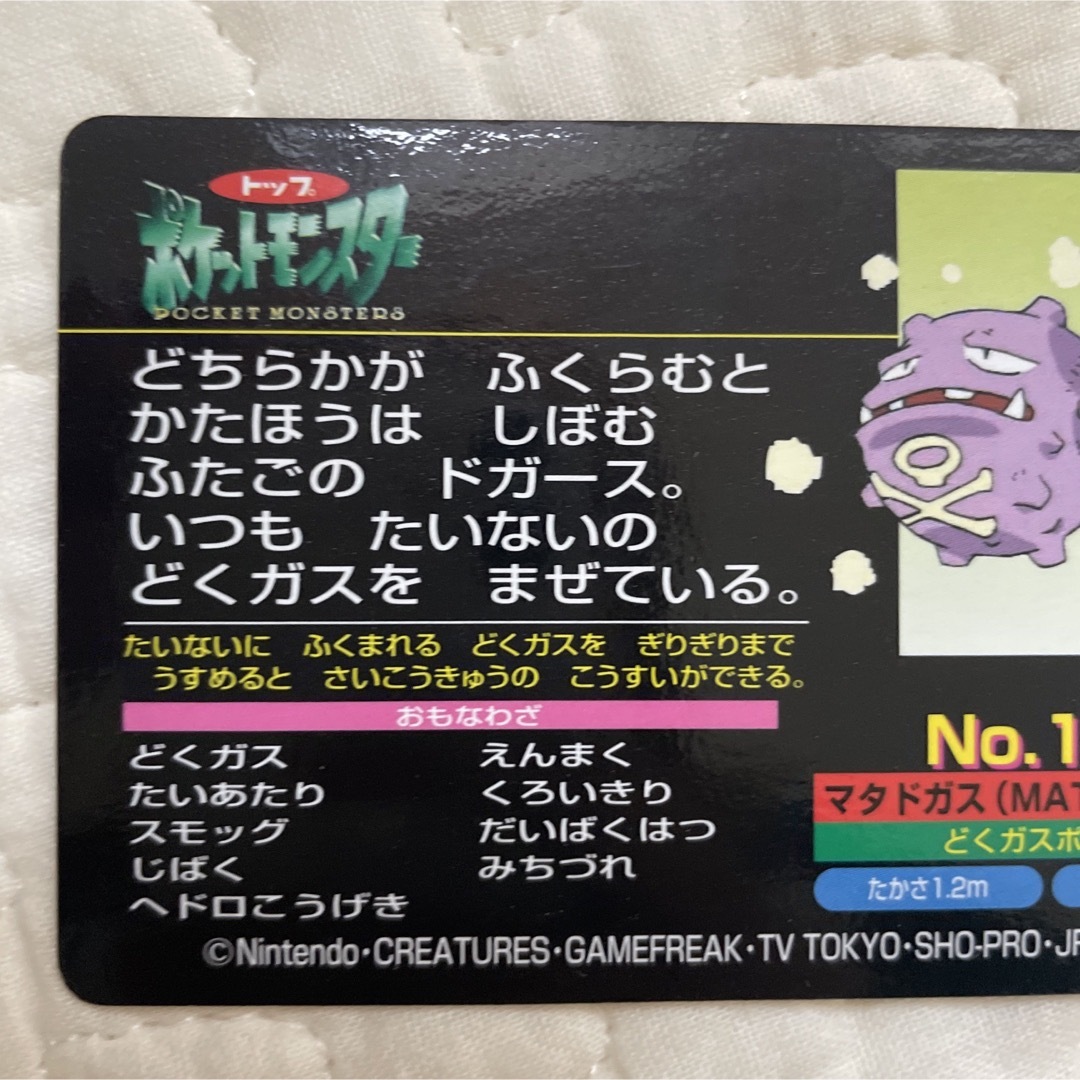 トップ
ポケットモンスター
POCKET MONSTERS
どちらかが　ふくらむと
かたほうは　しぼむ
ふたごの　ドガース。
いつも　たいないの
どくガスを　まぜている。
たいないに　ふくまれる　どくガスを　ぎりぎりまで
うすめると　さいこうきゅうの　こうすいができる。
おもなわざ
どくガス　えんまく
たいあたり　くろいきり
スモッグ　だいばくはつ
じばく　みちづれ
ヘドロこうげき
No.1
マタドガス(MAT
どくガスポ
たかさ1.2m
©Nintendo・CREATURES・GAMEFREAK・TV TOKYO・SHO-PRO・JR